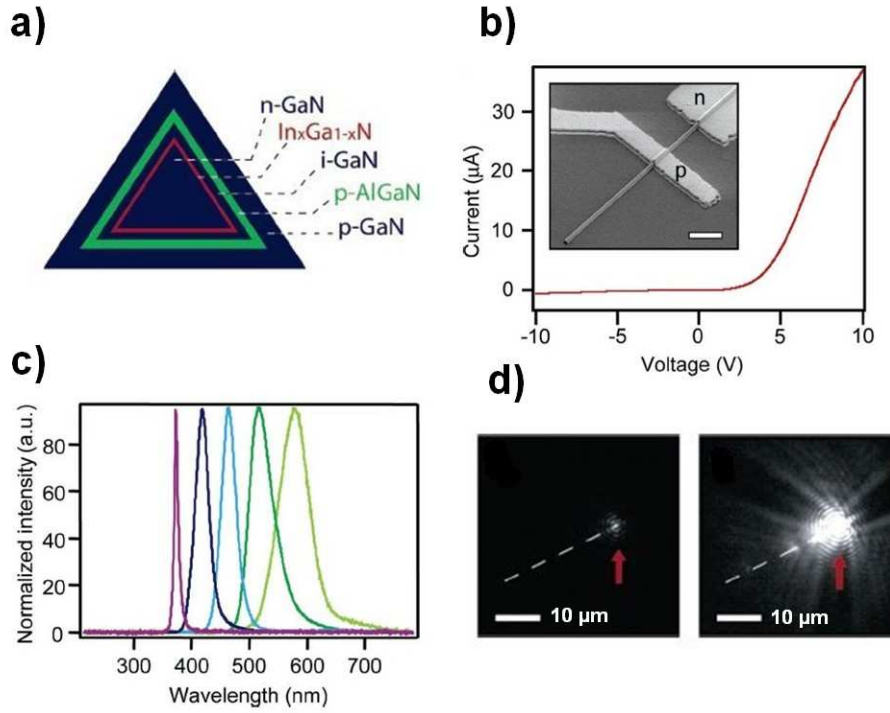 a)
n-GaN
InxGa1-xN
i-GaN
p-AlGaN
p-GaN
b)
Current (µA)
30
20
10
0
n
p
-10
-5
0
5
10
Voltage (V)
c)
Normalized intensity (a.u.)
80
60
40
20
0
300
400
500
600
700
Wavelength (nm)
d)
10 µm
10 µm